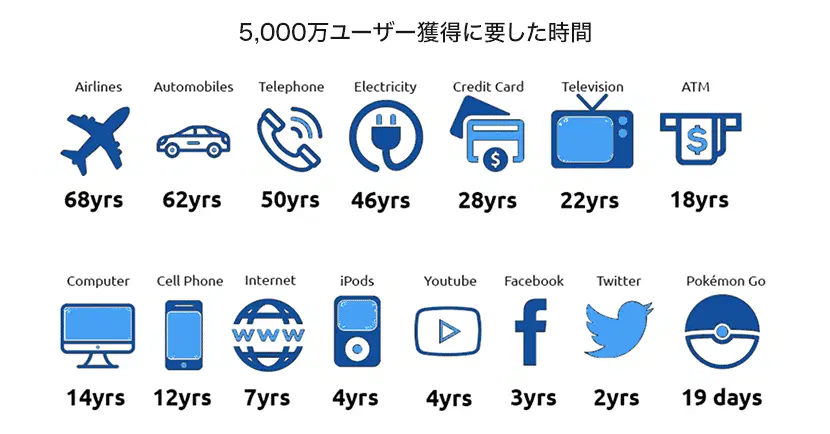 5,000万ユーザー獲得に要した時間
Airlines Automobiles Telephone Electricity Credit Card Television ATM
$ $
68yrs 62yrs 50yrs 46yrs 28yrs 22yrs 18yrs
Computer Cell Phone Internet iPods Youtube Facebook Twitter Pokémon Go
www f
14yrs 12yrs 7yrs 4yrs 4yrs 3yrs 2yrs 19 days